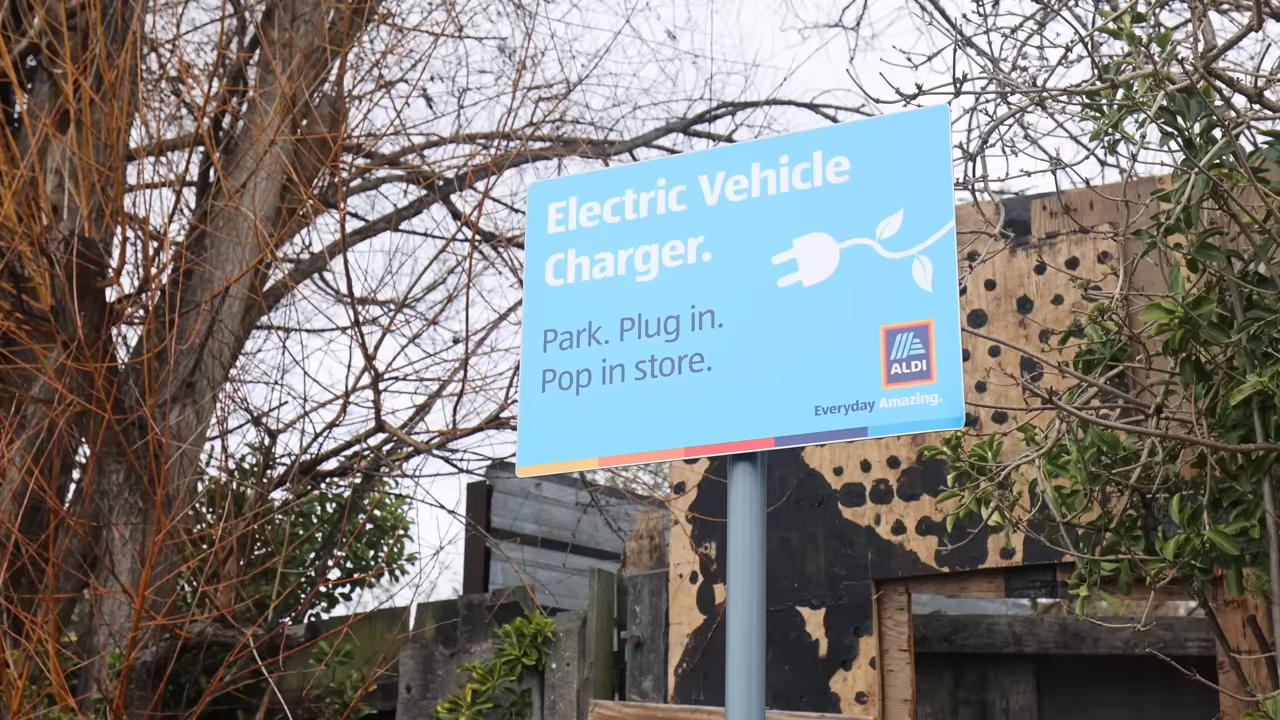 Electric Vehicle
Charger.
Park. Plug in.
Pop in store.
ALDI
Everyday Amazing.